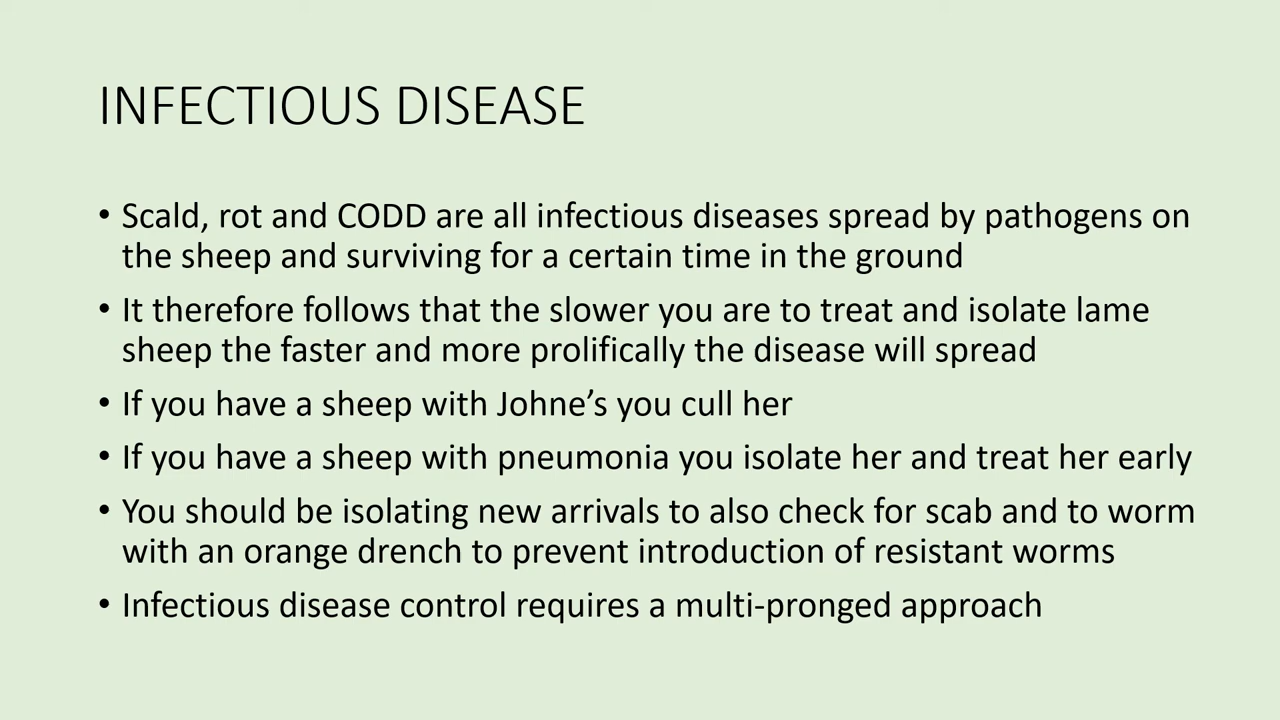 INFECTIOUS DISEASE
• Scald, rot and CODD are all infectious diseases spread by pathogens on
the sheep and surviving for a certain time in the ground
• It therefore follows that the slower you are to treat and isolate lame
sheep the faster and more prolifically the disease will spread
• If you have a sheep with Johne’s you cull her
• If you have a sheep with pneumonia you isolate her and treat her early
• You should be isolating new arrivals to also check for scab and to worm
with an orange drench to prevent introduction of resistant worms
• Infectious disease control requires a multi-pronged approach